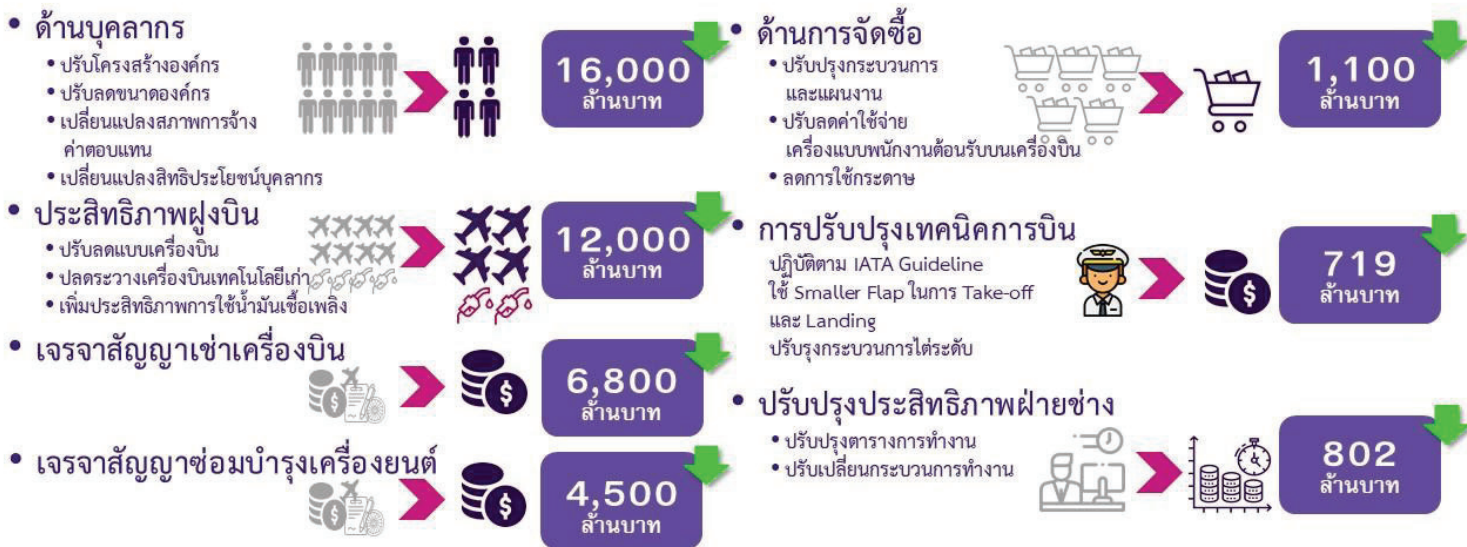 • ด้านบุคลากร
• ปรับโครงสร้างองค์กร
• ปรับลดขนาดองค์กร
• เปลี่ยนแปลงสภาพการจ้าง
ค่าตอบแทน
• เปลี่ยนแปลงสิทธิประโยชน์บุคลากร
16,000
ล้านบาท
• ประสิทธิภาพฝูงบิน
• ปรับลดแบบเครื่องบิน
• ปลดระวางเครื่องบินเทคโนโลยีเก่า
• เพิ่มประสิทธิภาพการใช้น้ำมันเชื้อเพลิง
12,000
ล้านบาท
• เจรจาสัญญาเช่าเครื่องบิน
6,800
ล้านบาท
• เจรจาสัญญาซ่อมบำรุงเครื่องยนต์
4,500
ล้านบาท
• ด้านการจัดซื้อ
• ปรับปรุงกระบวนการ
และแผนงาน
• ปรับลดค่าใช้จ่าย
เครื่องแบบพนักงานต้อนรับบนเครื่องบิน
• ลดการใช้กระดาษ
1,100
ล้านบาท
• การปรับปรุงเทคนิคการบิน
ปฏิบัติตาม IATA Guideline
ใช้ Smaller Flap ในการ Take-off
และ Landing
ปรับรุงกระบวนการไต่ระดับ
719
ล้านบาท
• ปรับปรุงประสิทธิภาพฝ่ายช่าง
• ปรับปรุงตารางการทำงาน
• ปรับเปลี่ยนกระบวนการทำงาน
802
ล้านบาท